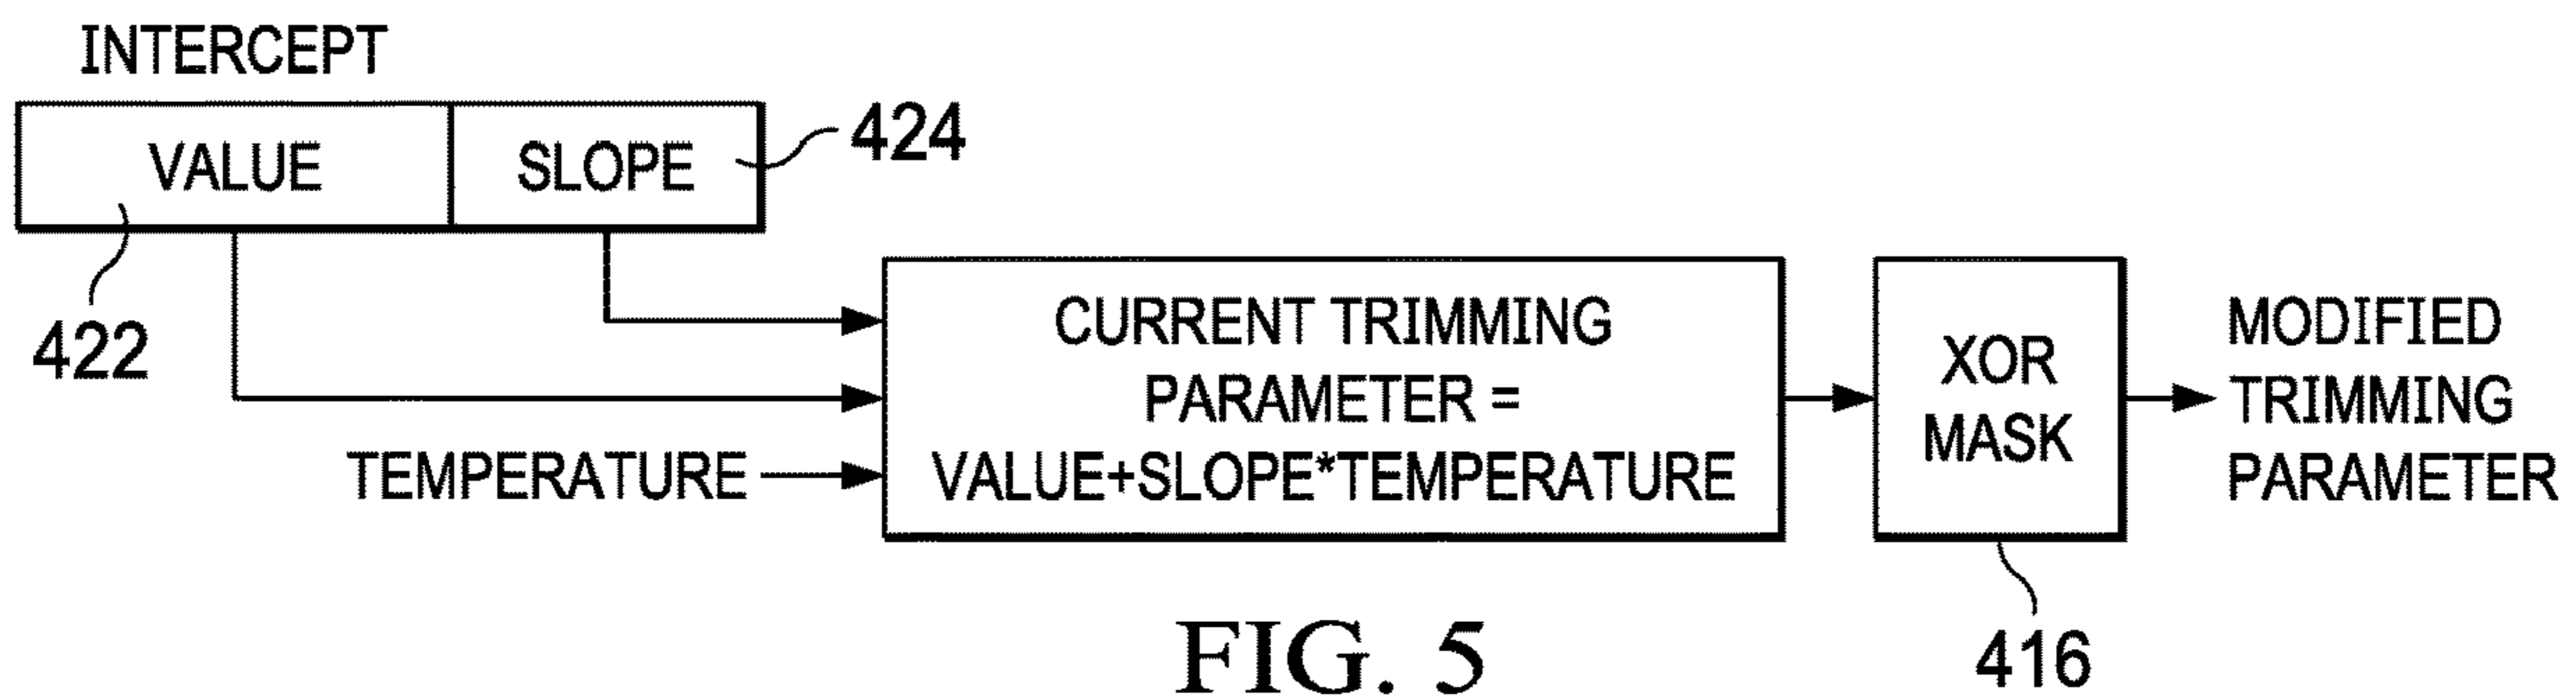 INTERCEPT
VALUE SLOPE 424
422
CURRENT TRIMMING
PARAMETER =
VALUE+SLOPE*TEMPERATURE
TEMPERATURE
XOR
MASK
416
MODIFIED
TRIMMING
PARAMETER
FIG. 5